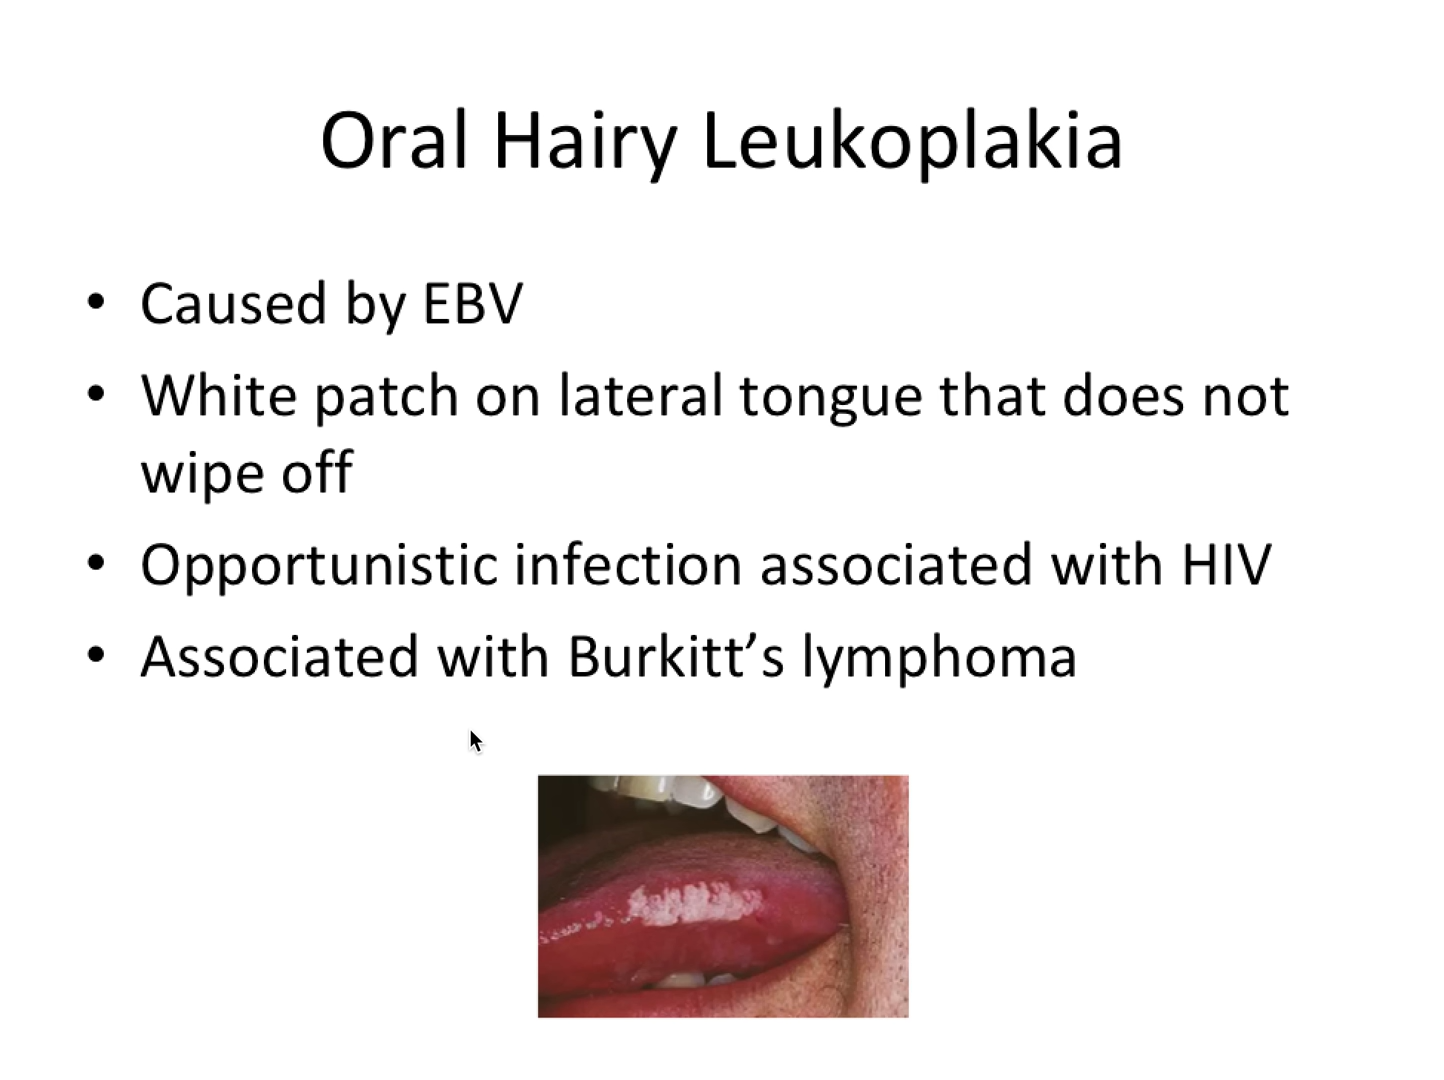 Oral Hairy Leukoplakia
• Caused by EBV
• White patch on lateral tongue that does not
wipe off
• Opportunistic infection associated with HIV
• Associated with Burkitt’s lymphoma